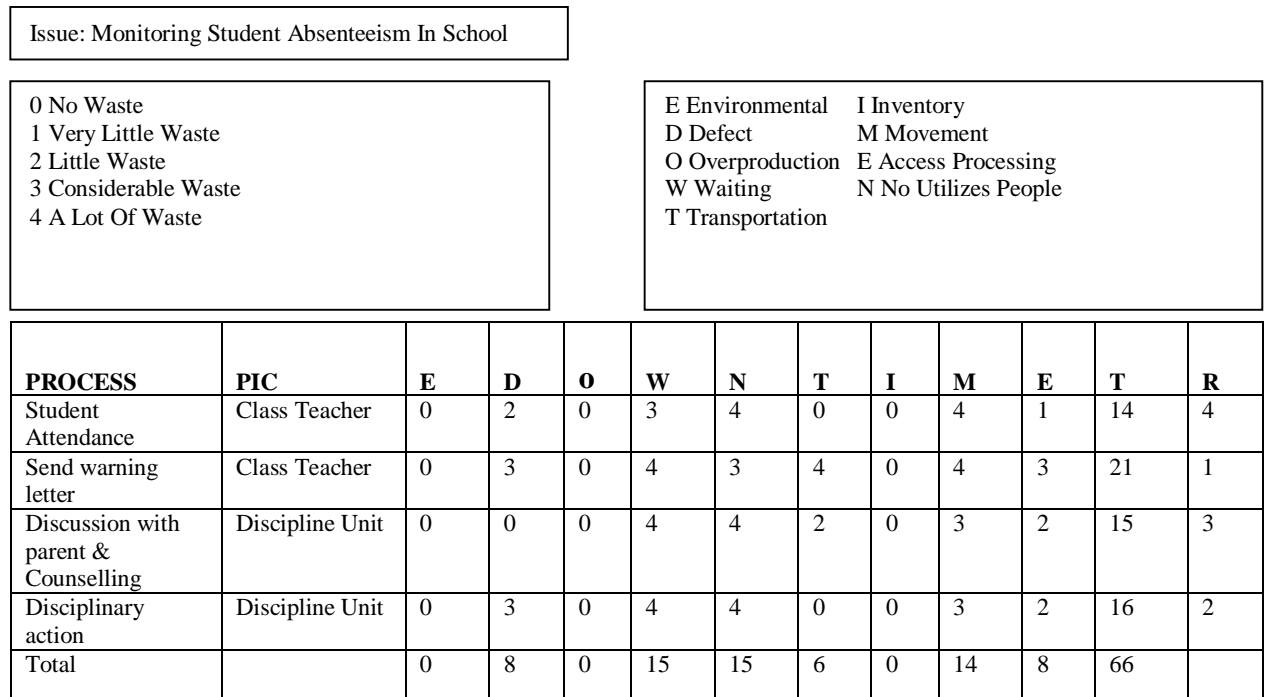 Issue: Monitoring Student Absenteeism In School
0 No Waste
1 Very Little Waste
2 Little Waste
3 Considerable Waste
4 A Lot Of Waste
E Environmental I Inventory
D Defect M Movement
O Overproduction E Access Processing
W Waiting N No Utilizes People
T Transportation
PROCESS PIC E D o W N T I M E T R
Student Class Teacher 0 2 0 3 4 0 0 4 1 14 4
Attendance
Send warning Class Teacher 0 3 0 4 3 4 0 4 3 21 1
letter
Discussion with Discipline Unit 0 0 0 4 4 2 0 3 2 15 3
parent &
Counselling
Disciplinary Discipline Unit 0 3 0 4 4 0 0 3 2 16 2
action
Total 0 8 0 15 15 6 0 14 8 66